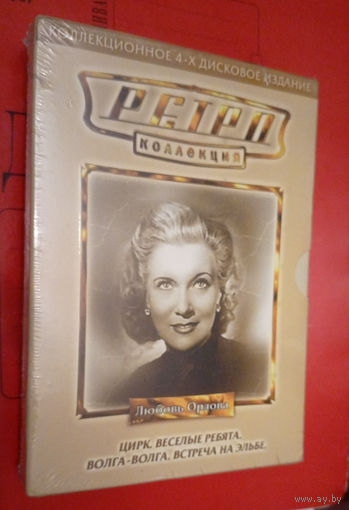 КОЛЛЕКЦИОННОЕ 4-Х ДИСКОВОЕ ИЗДАНИЕ
РЕТРО
КОЛЛЕКЦИЯ
Любовь Орлова
ЦИРК. ВЕСЕЛЫЕ РЕБЯТА.
ВОЛГА-ВОЛГА. ВСТРЕЧА НА ЭЛЬБЕ.
www.ay.by